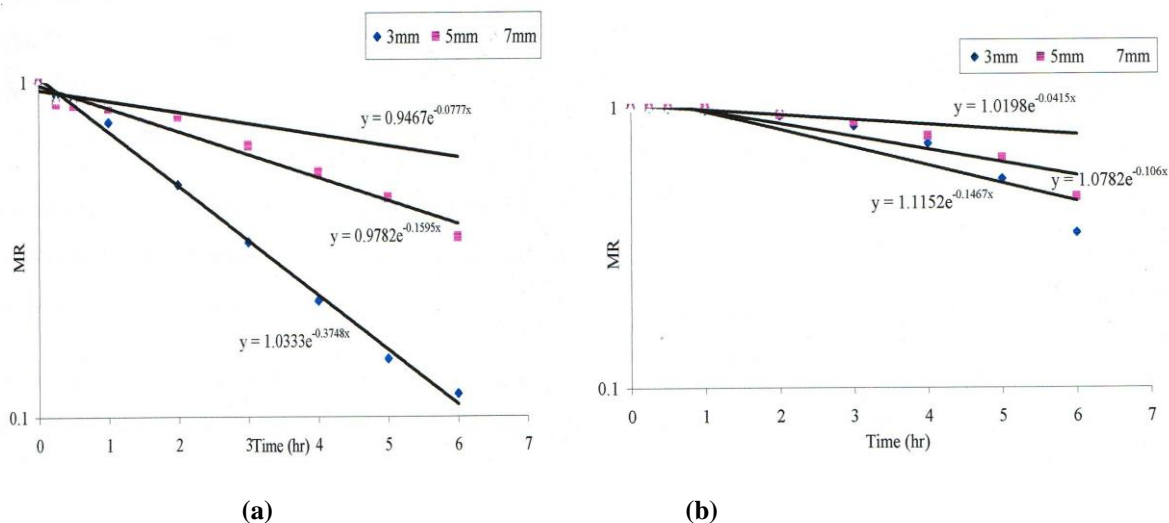 3mm 5mm 7mm
1
y = 0.9467e^-0.0777x
MR
y = 0.9782e^-0.1595x
y = 1.0333e^-0.3748x
0.1
0 1 2 3 4 5 6 7
Time (hr)
(a)
3mm 5mm 7mm
1
y = 1.0198e^-0.0415x
y = 1.0782e^-0.106x
y = 1.1152e^-0.1467x
MR
0.1
0 1 2 3 4 5 6 7
Time (hr)
(b)